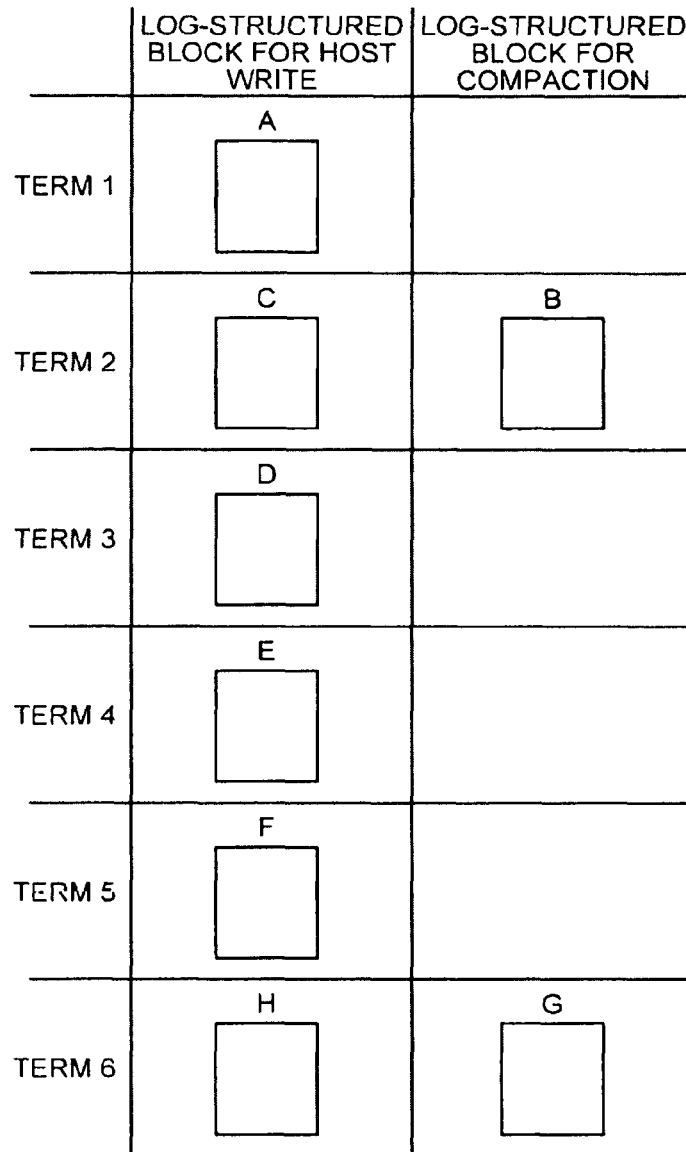 LOG-STRUCTURED
BLOCK FOR HOST
WRITE
LOG-STRUCTURED
BLOCK FOR
COMPACTION
A
TERM 1
C
B
TERM 2
D
TERM 3
E
TERM 4
F
TERM 5
H
G
TERM 6